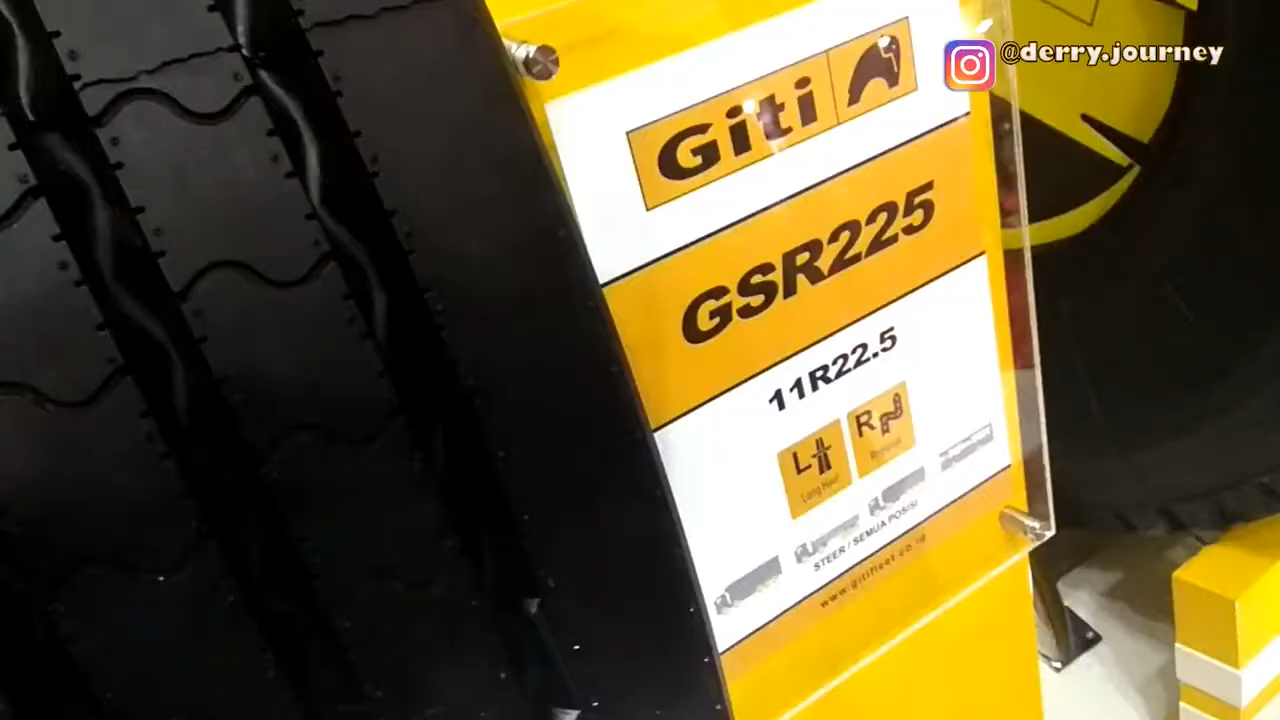 @derry.journey
Giti
GSR225
11R22.5
L
Long Haul
R
Regional
STEER / SEMUA POSISI
www.gitifleet.co.id